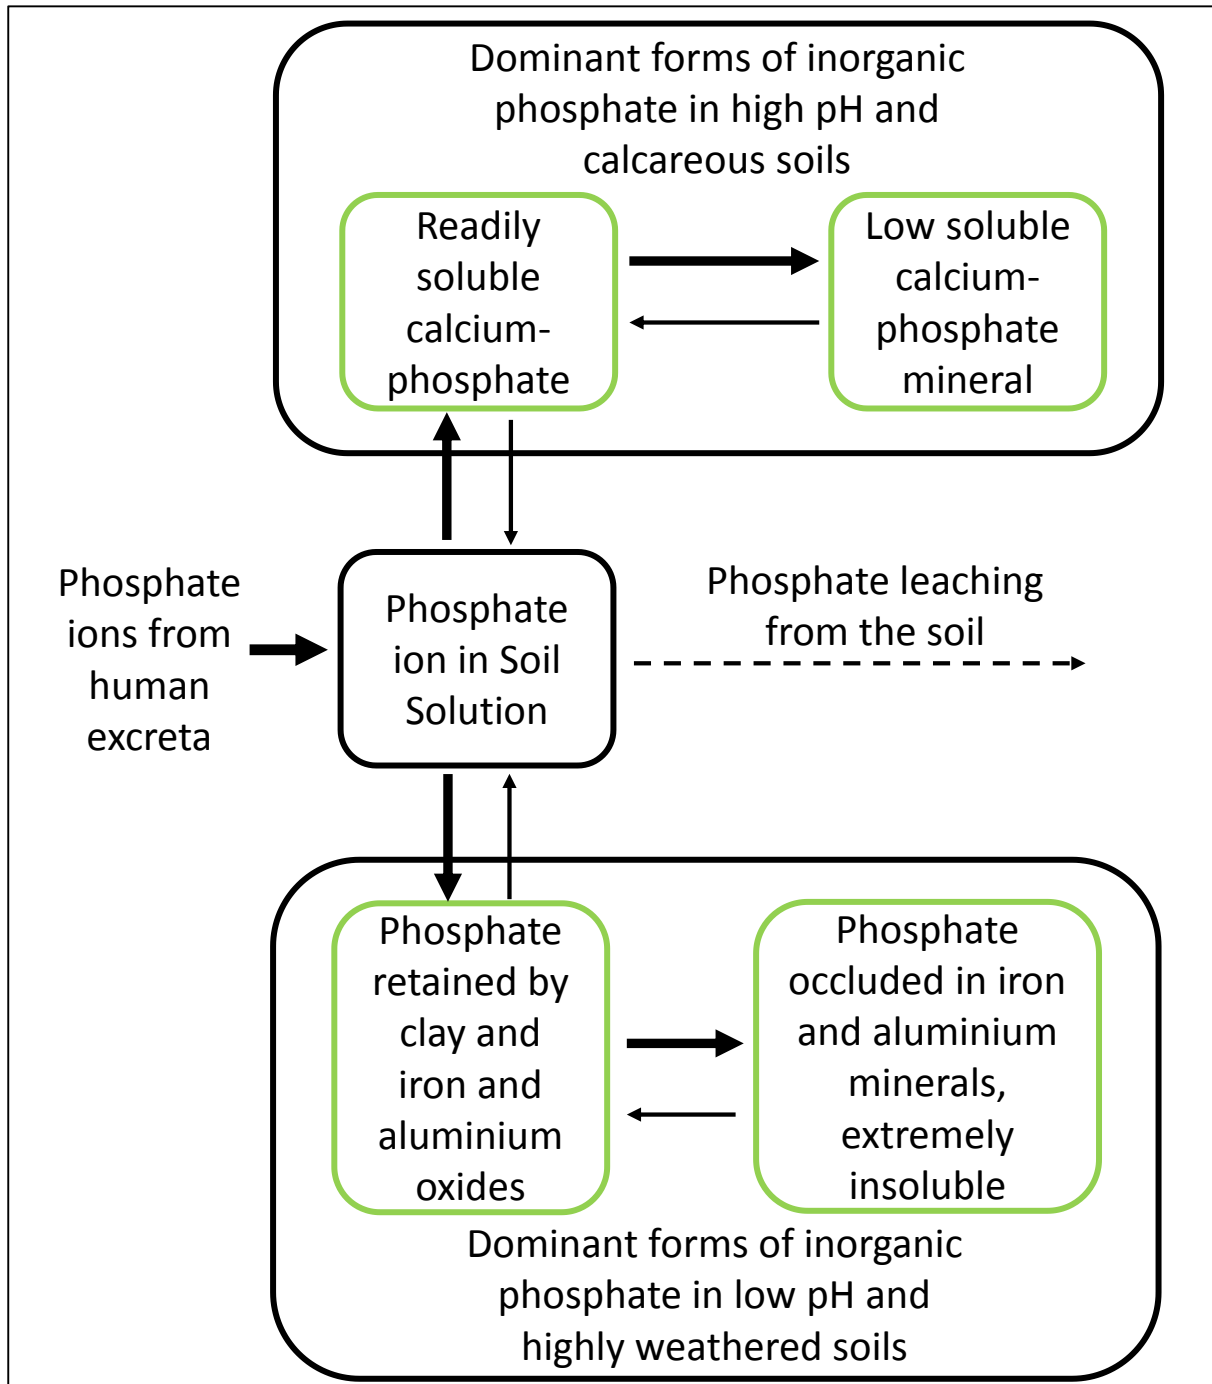 Dominant forms of inorganic
phosphate in high pH and
calcareous soils
Readily
soluble
calcium-
phosphate
Low soluble
calcium-
phosphate
mineral
Phosphate
ions from
human
excreta
Phosphate
ion in Soil
Solution
Phosphate leaching
from the soil
Phosphate
retained by
clay and
iron and
aluminium
oxides
Phosphate
occluded in iron
and aluminium
minerals,
extremely
insoluble
Dominant forms of inorganic
phosphate in low pH and
highly weathered soils